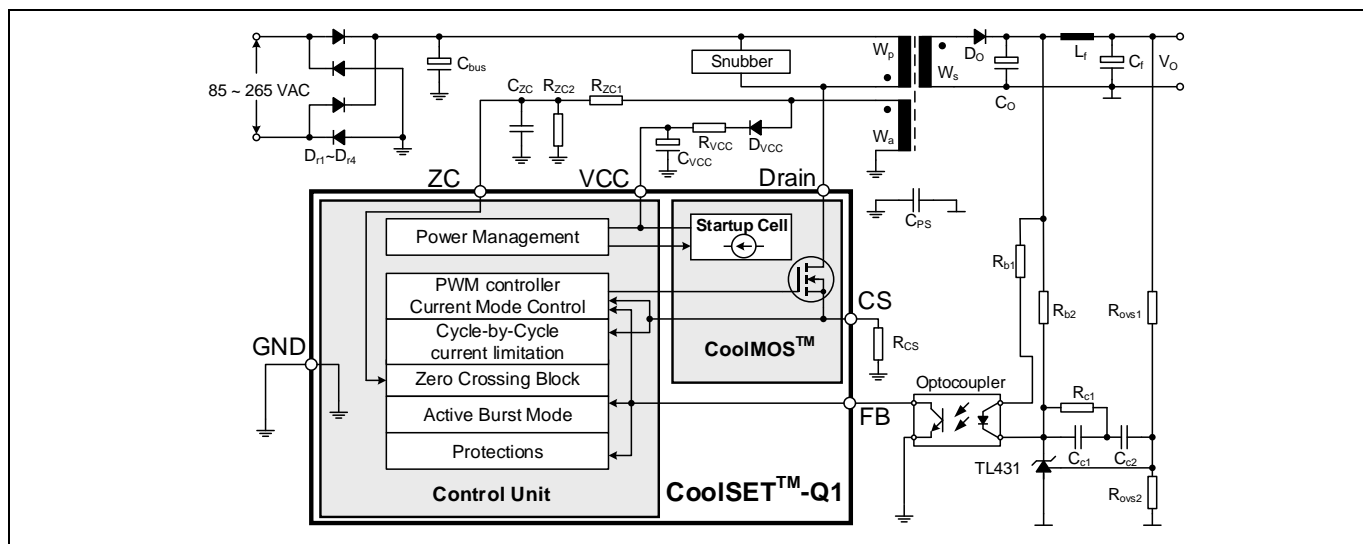 85 ~ 265 VAC
Dr1~Dr4
Cbus
Snubber
Wp
Ws
DO
CO
Lf
Cf
VO
CZC
RZC2
RZC1
CVCC
RVCC
DVCC
Wa
ZC
VCC
Drain
CPS
Power Management
Startup Cell
PWM controller
Current Mode Control
Cycle-by-Cycle
current limitation
Zero Crossing Block
Active Burst Mode
Protections
Control Unit
CoolMOS™
CoolSET™-Q1
GND
CS
RCS
FB
Optocoupler
Rb1
Rb2
Rovs1
Rc1
Cc1
Cc2
TL431
Rovs2